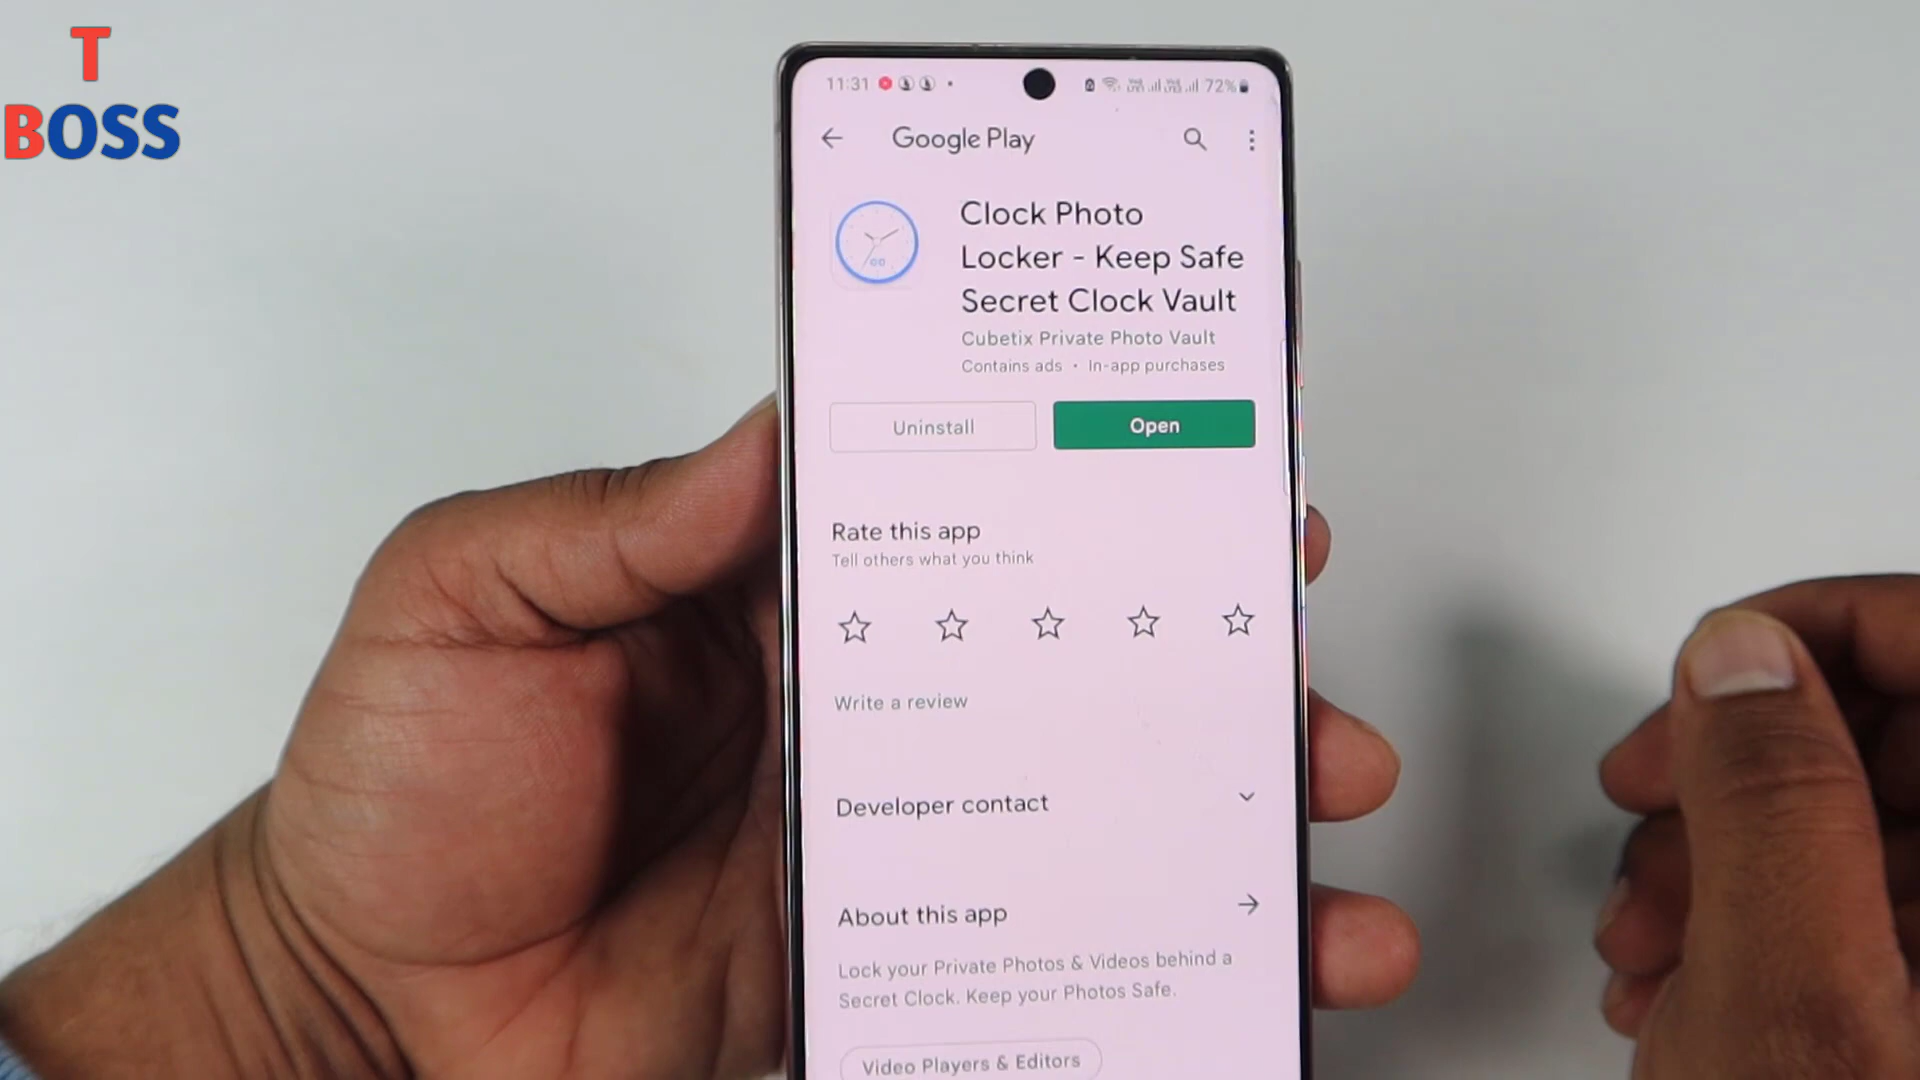 T
BOSS
11:31 72%
Google Play
Clock Photo
Locker - Keep Safe
Secret Clock Vault
Cubetix Private Photo Vault
Contains ads • In-app purchases
Uninstall Open
Rate this app
Tell others what you think
Write a review
Developer contact
About this app
Lock your Private Photos & Videos behind a
Secret Clock. Keep your Photos Safe.
Video Players & Editors